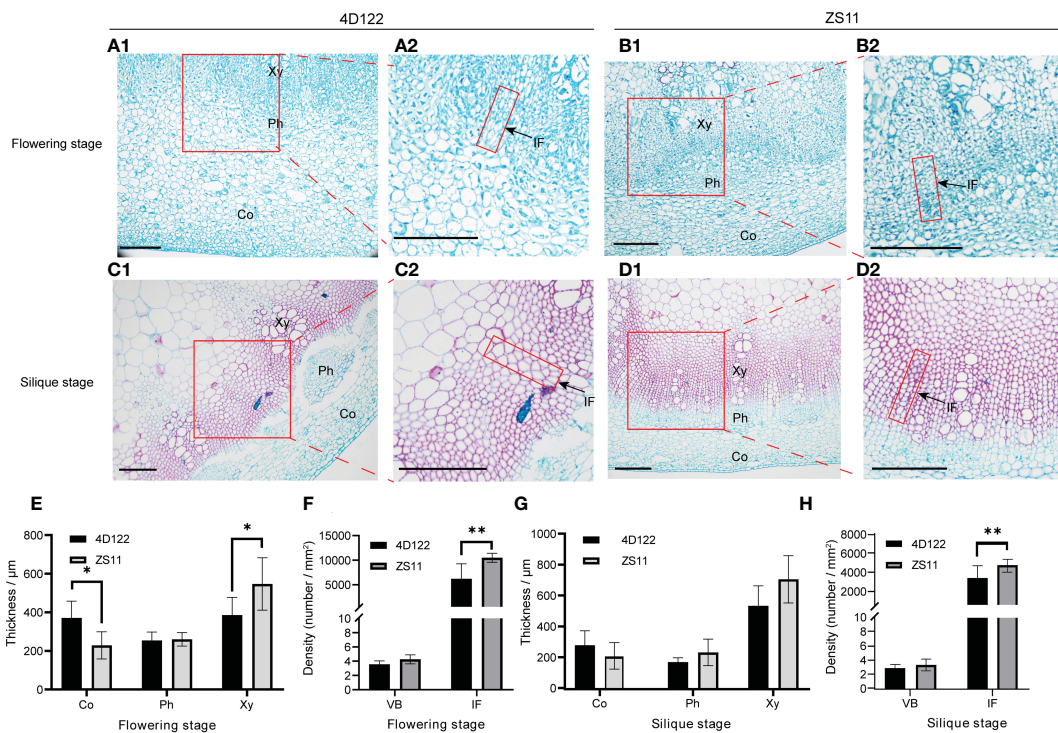 4D122
ZS11
A1
A2
B1
B2
Xy
Ph
Co
IF
Xy
Ph
Co
IF
Flowering stage
C1
C2
D1
D2
Xy
Ph
Co
IF
Xy
Ph
Co
IF
Silique stage
E
F
G
H
Thickness / μm
800
600
400
200
0
4D122
ZS11
*
*
Co
Ph
Xy
Flowering stage
Density (number / mm²)
15000
10000
5000
10
8
6
4
2
0
4D122
ZS11
**
VB
IF
Flowering stage
Thickness / μm
1000
800
600
400
200
0
4D122
ZS11
Co
Ph
Xy
Silique stage
Density (number / mm²)
8000
6000
4000
2000
10
8
6
4
2
0
4D122
ZS11
**
VB
IF
Silique stage